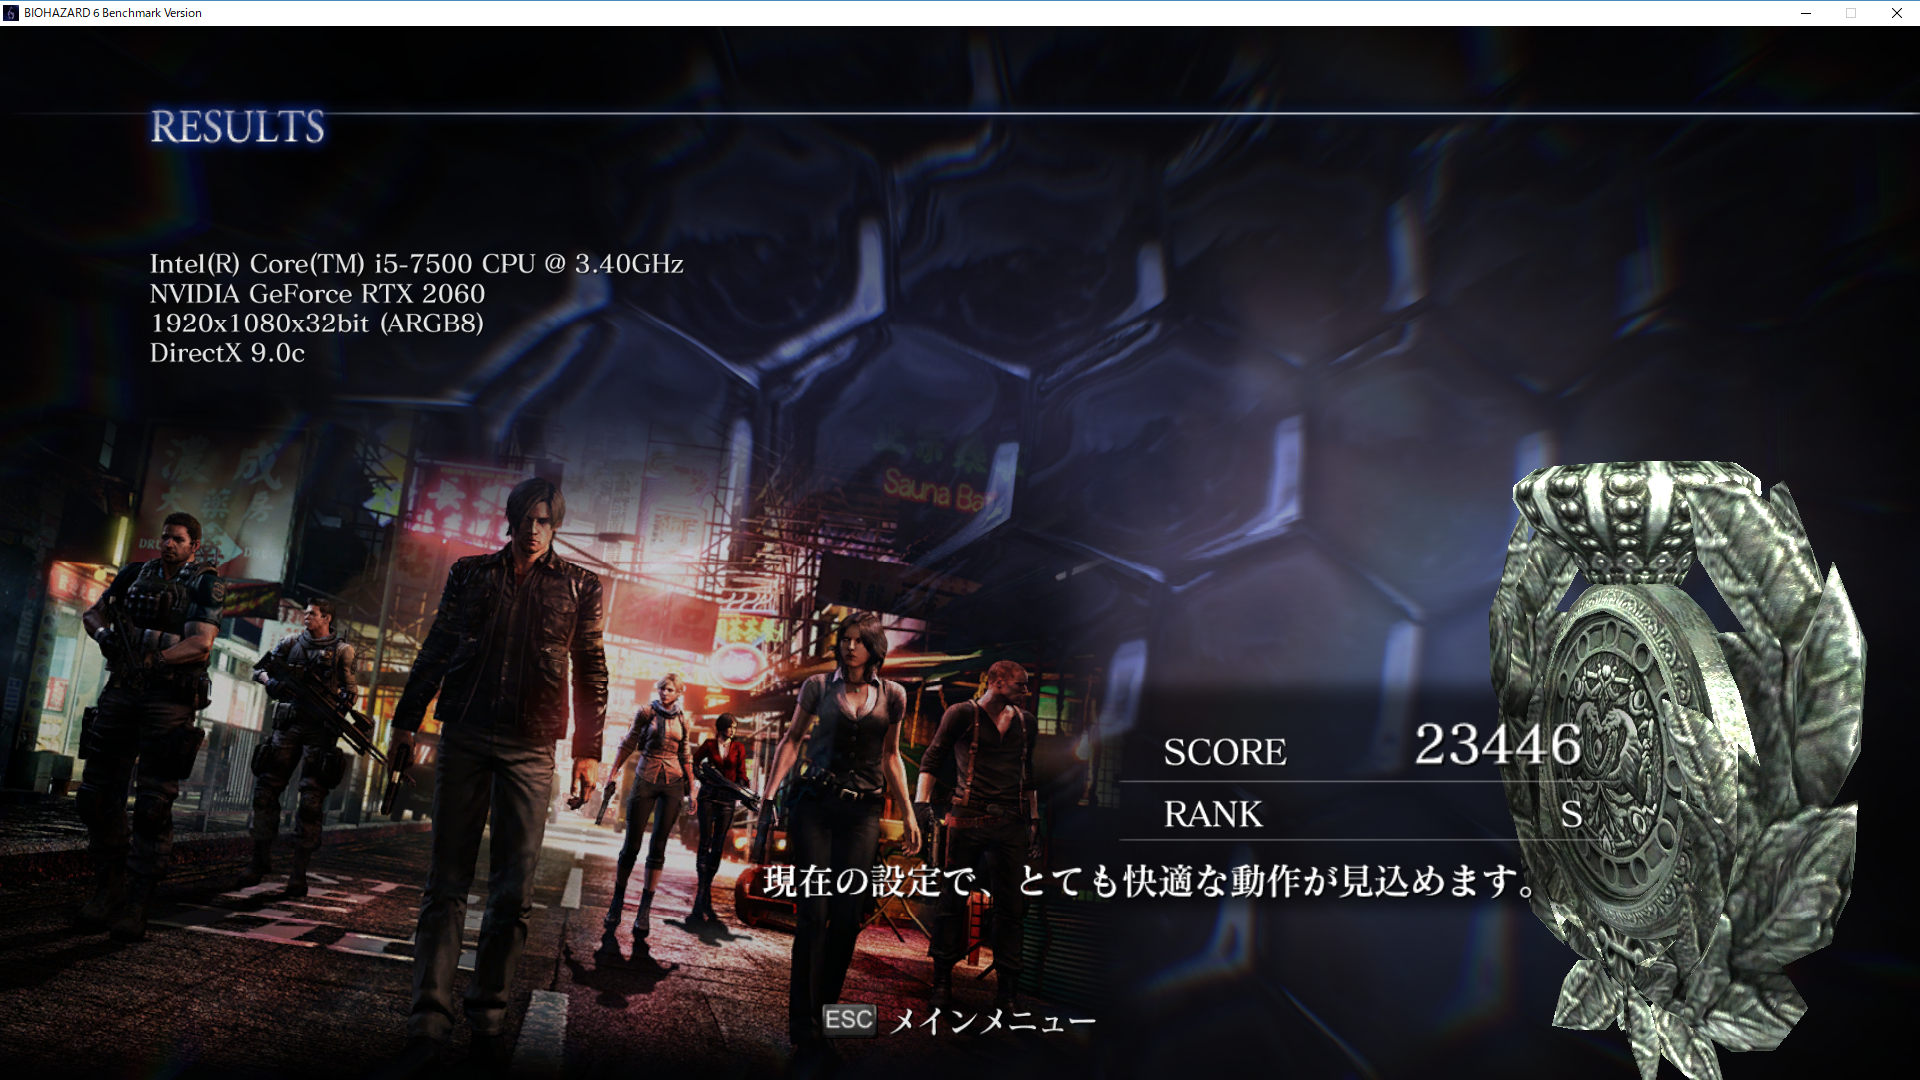 BIOHAZARD 6 Benchmark Version
RESULTS
Intel(R) Core(TM) i5-7500 CPU @ 3.40GHz
NVIDIA GeForce RTX 2060
1920x1080x32bit (ARGB8)
DirectX 9.0c
Sauna
SCORE 23446
RANK S
現在の設定で、とても快適な動作が見込めます。
ESC メインメニュー